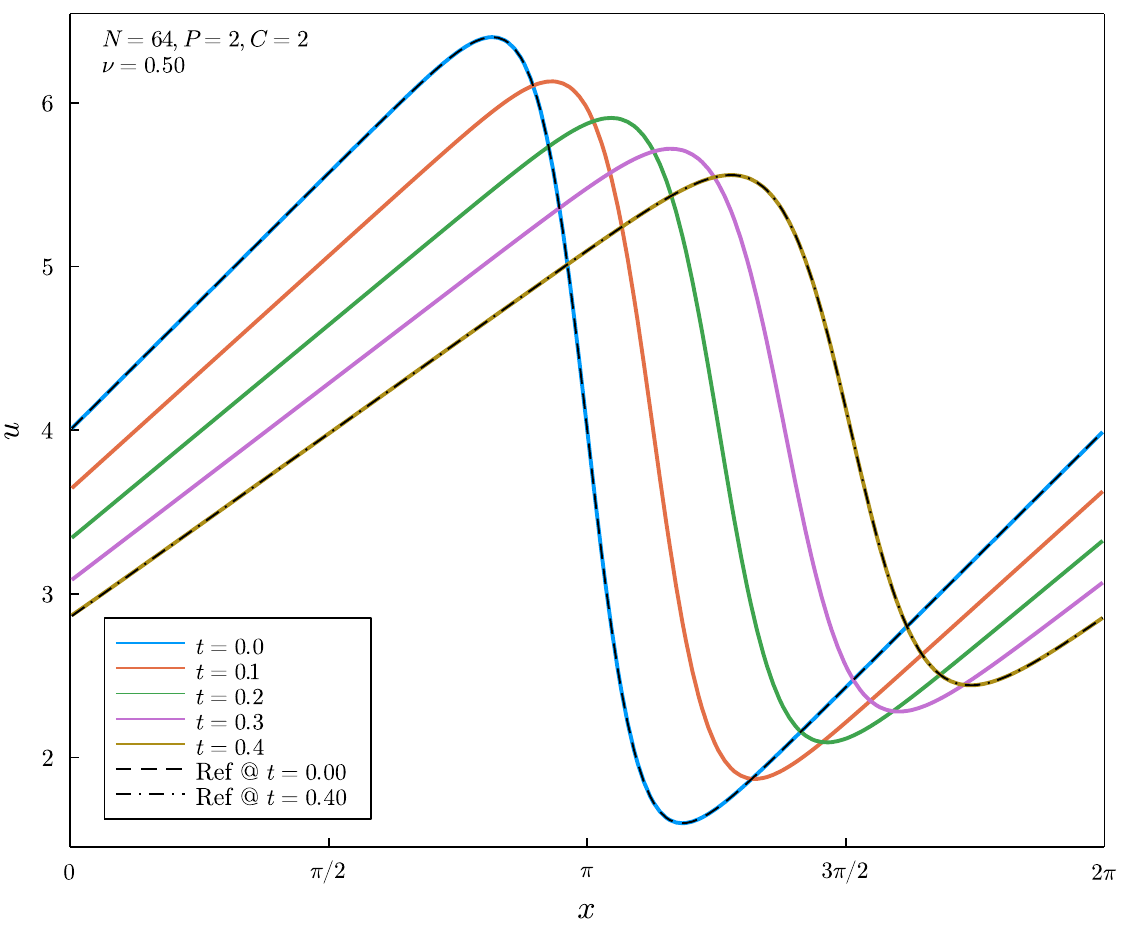 N = 64, P = 2, C = 2
ν = 0.50
6
5
4
3
2
u
t = 0.0
t = 0.1
t = 0.2
t = 0.3
t = 0.4
Ref @ t = 0.00
Ref @ t = 0.40
0 π/2 π 3π/2 2π
x